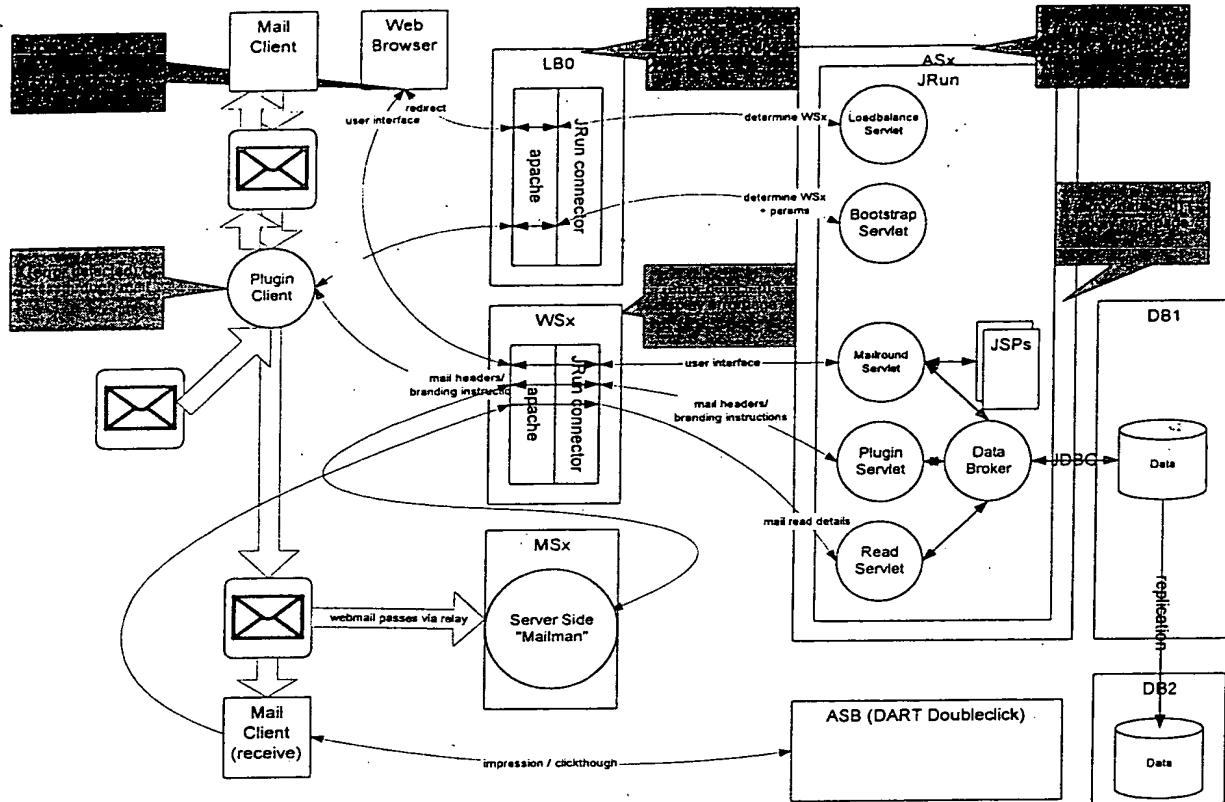 Mail
Client
Web
Browser
LB0
ASx
JRun
redirect
user interface
apache
JRun connector
determine WSx
Loadbalance
Servlet
determine WSx
+ params
Bootstrap
Servlet
Plugin
Client
WSx
DB1
mail headers/
branding instructio
apache
JRun connector
user interface
Mailround
Servlet
JSPs
mail headers/
branding instructions
Plugin
Servlet
Data
Broker
JDBC
Data
mail read details
Read
Servlet
MSx
Server Side
"Mailman"
webmail passes via relay
replication
Mail
Client
(receive)
impression / clickthough
ASB (DART Doubleclick)
DB2
Data